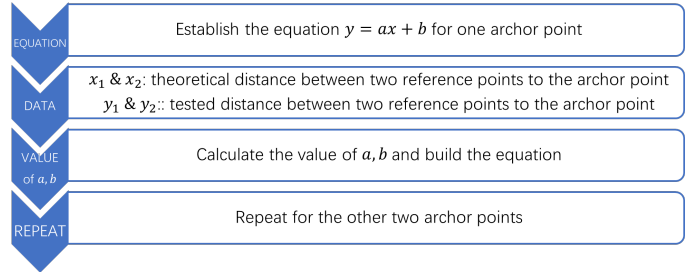 EQUATION
Establish the equation y = ax + b for one archor point
DATA
x₁ & x₂: theoretical distance between two reference points to the archor point
y₁ & y₂:: tested distance between two reference points to the archor point
VALUE
of a, b
Calculate the value of a, b and build the equation
REPEAT
Repeat for the other two archor points